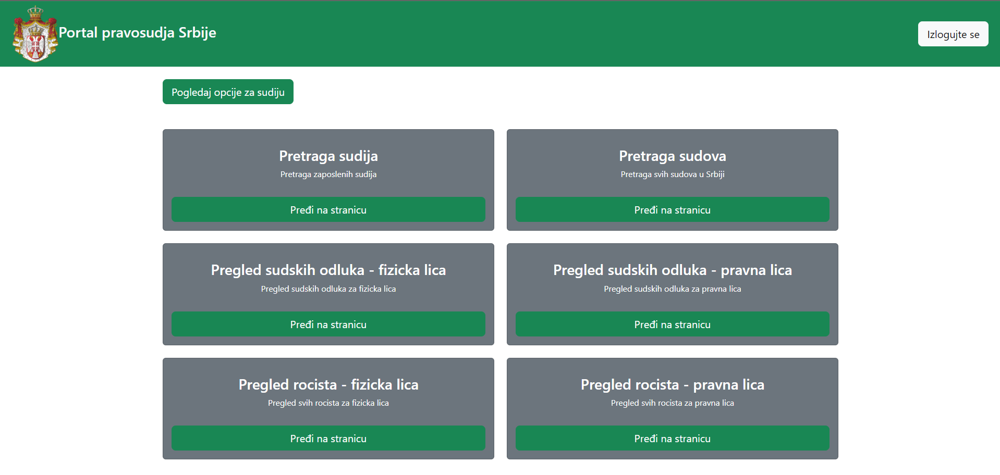 Portal pravosudja Srbije
Izlogujte se
Pogledaj opcije za sudiju
Pretraga sudija
Pretraga zaposlenih sudija
Pređi na stranicu
Pretraga sudova
Pretraga svih sudova u Srbiji
Pređi na stranicu
Pregled sudskih odluka - fizicka lica
Pregled sudskih odluka za fizicka lica
Pređi na stranicu
Pregled sudskih odluka - pravna lica
Pregled sudskih odluka za pravna lica
Pređi na stranicu
Pregled rocista - fizicka lica
Pregled svih rocista za fizicka lica
Pređi na stranicu
Pregled rocista - pravna lica
Pregled svih rocista za pravna lica
Pređi na stranicu